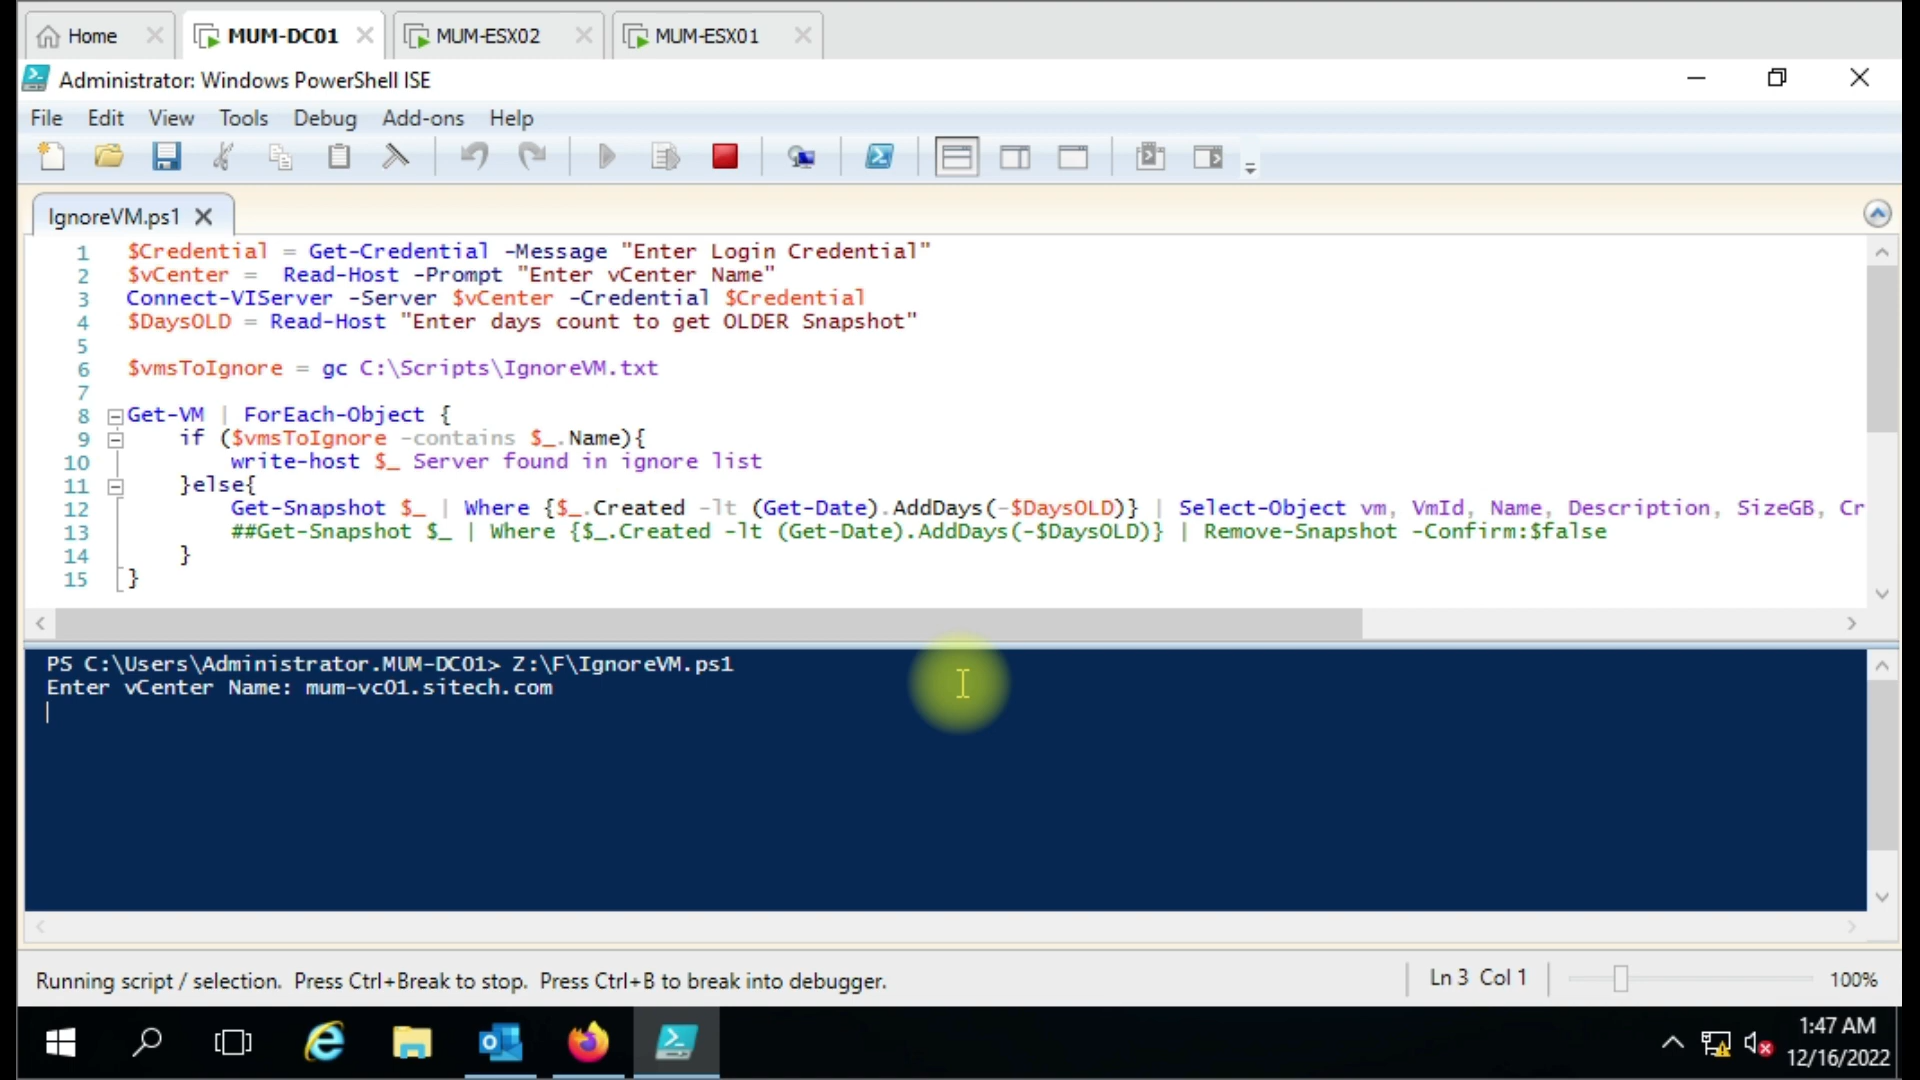 Home MUM-DC01 MUM-ESX02 MUM-ESX01
Administrator: Windows PowerShell ISE
File Edit View Tools Debug Add-ons Help
IgnoreVM.ps1
1 $Credential = Get-Credential -Message "Enter Login Credential"
2 $vCenter =  Read-Host -Prompt "Enter vCenter Name"
3 Connect-VIServer -Server $vCenter -Credential $Credential
4 $DaysOLD = Read-Host "Enter days count to get OLDER Snapshot"
5
6 $vmsToIgnore = gc C:\Scripts\IgnoreVM.txt
7
8 Get-VM | ForEach-Object {
9     if ($vmsToIgnore -contains $_.Name){
10         write-host $_ Server found in ignore list
11     }else{
12         Get-Snapshot $_ | Where {$_.Created -lt (Get-Date).AddDays(-$DaysOLD)} | Select-Object vm, VmId, Name, Description, SizeGB, Cr
13         ##Get-Snapshot $_ | Where {$_.Created -lt (Get-Date).AddDays(-$DaysOLD)} | Remove-Snapshot -Confirm:$false
14     }
15 }
PS C:\Users\Administrator.MUM-DC01> Z:\F\IgnoreVM.ps1
Enter vCenter Name: mum-vc01.sitech.com
Running script / selection.  Press Ctrl+Break to stop.  Press Ctrl+B to break into debugger.
Ln 3 Col 1
100%
1:47 AM
12/16/2022